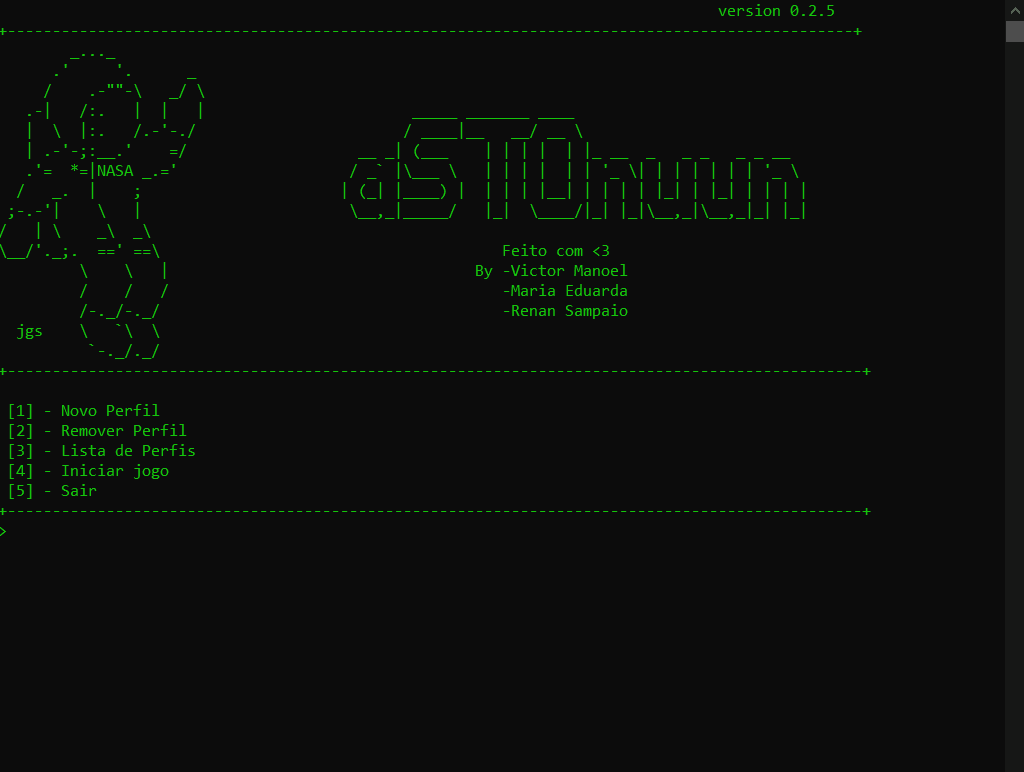 version 0.2.5
NASA
aSTOnuun
Feito com <3
By -Victor Manoel
-Maria Eduarda
-Renan Sampaio
jgs
[1] - Novo Perfil
[2] - Remover Perfil
[3] - Lista de Perfis
[4] - Iniciar jogo
[5] - Sair
>